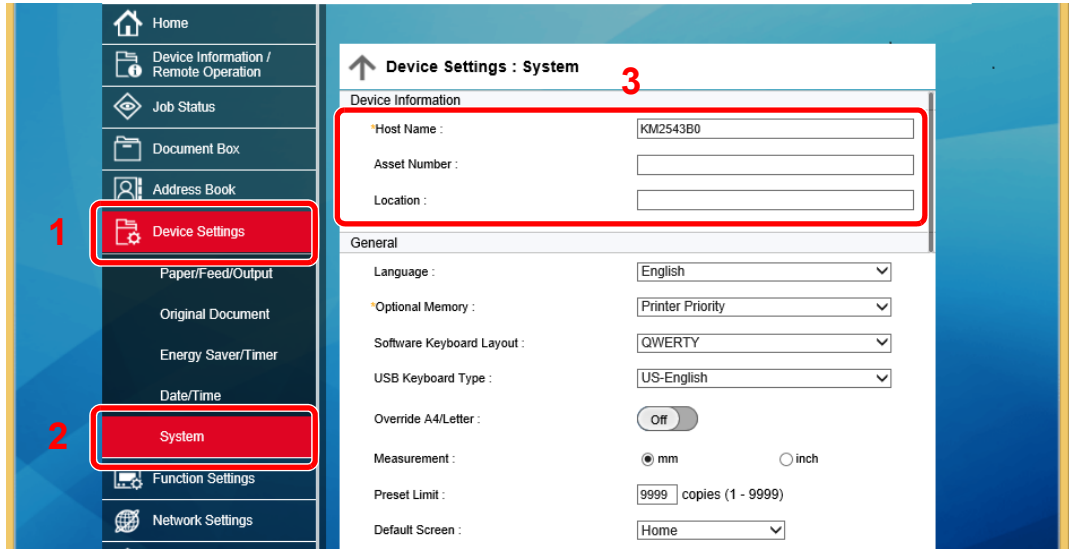 Home
Device Information /
Remote Operation
Job Status
Document Box
Address Book
1
Device Settings
Paper/Feed/Output
Original Document
Energy Saver/Timer
Date/Time
2
System
Function Settings
Network Settings
Device Settings : System
3
Device Information
*Host Name : KM2543B0
Asset Number :
Location :
General
Language : English
*Optional Memory : Printer Priority
Software Keyboard Layout : QWERTY
USB Keyboard Type : US-English
Override A4/Letter : Off
Measurement : mm inch
Preset Limit : 9999 copies (1 - 9999)
Default Screen : Home